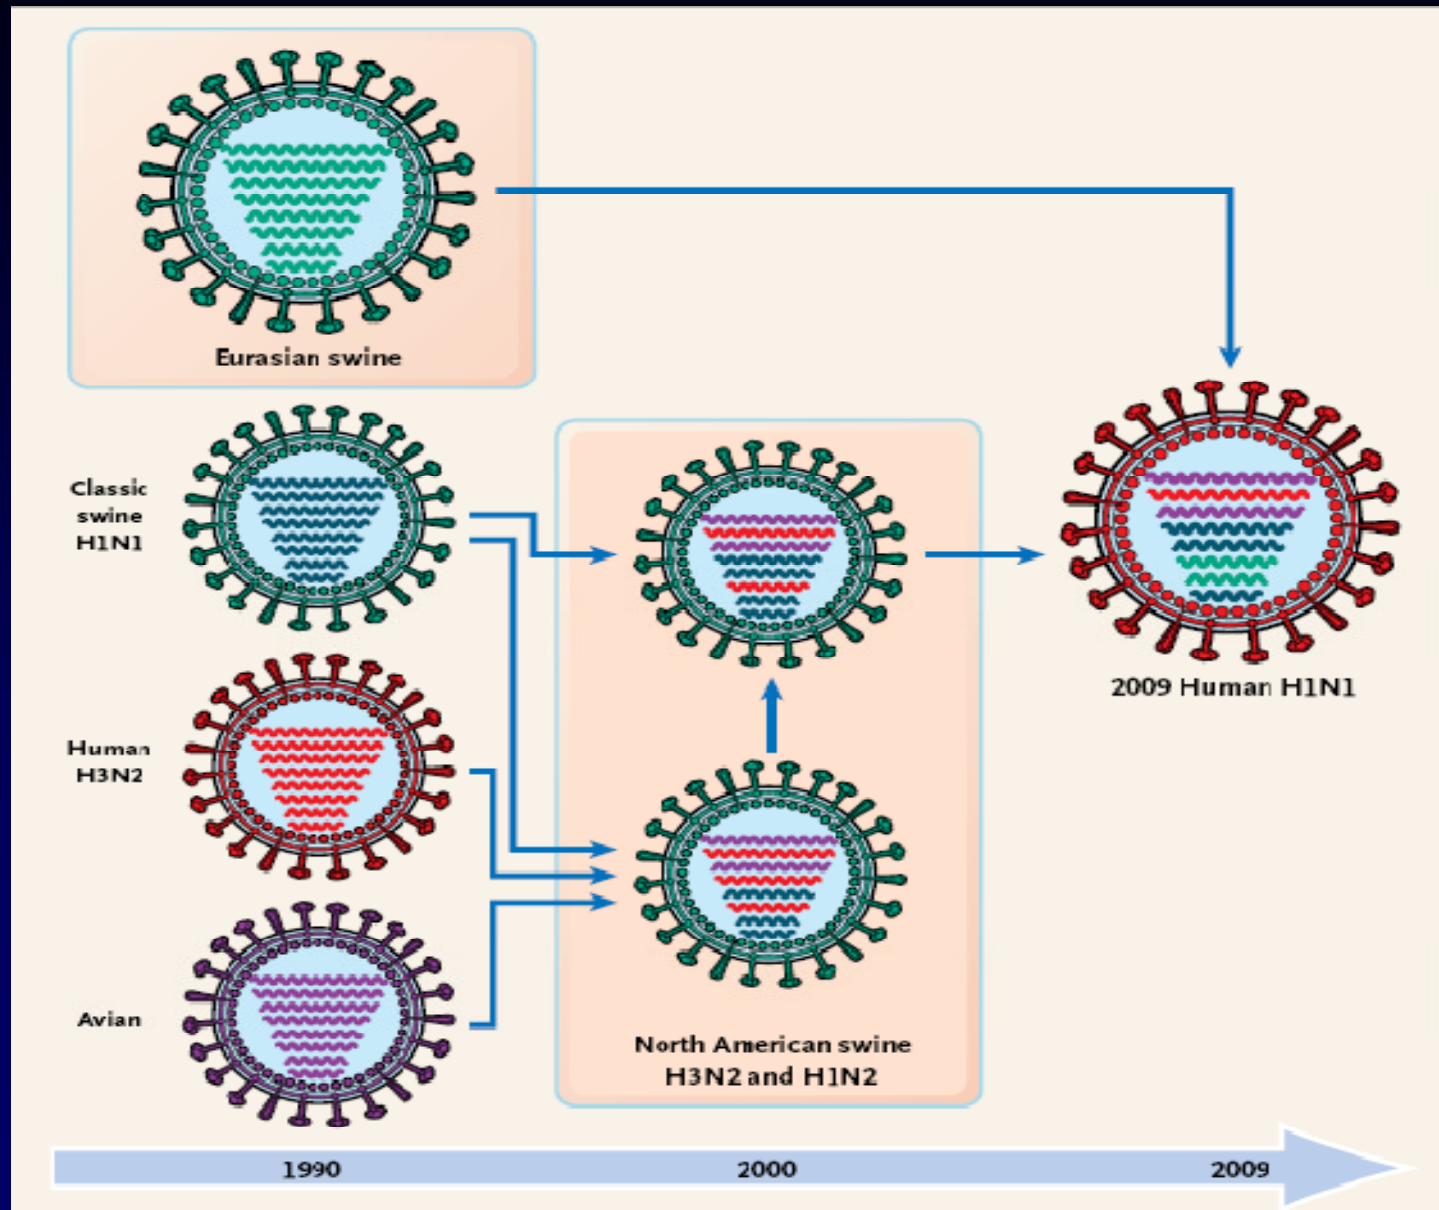 Eurasian swine
Classic
swine
H1N1
Human
H3N2
Avian
North American swine
H3N2 and H1N2
2009 Human H1N1
1990
2000
2009